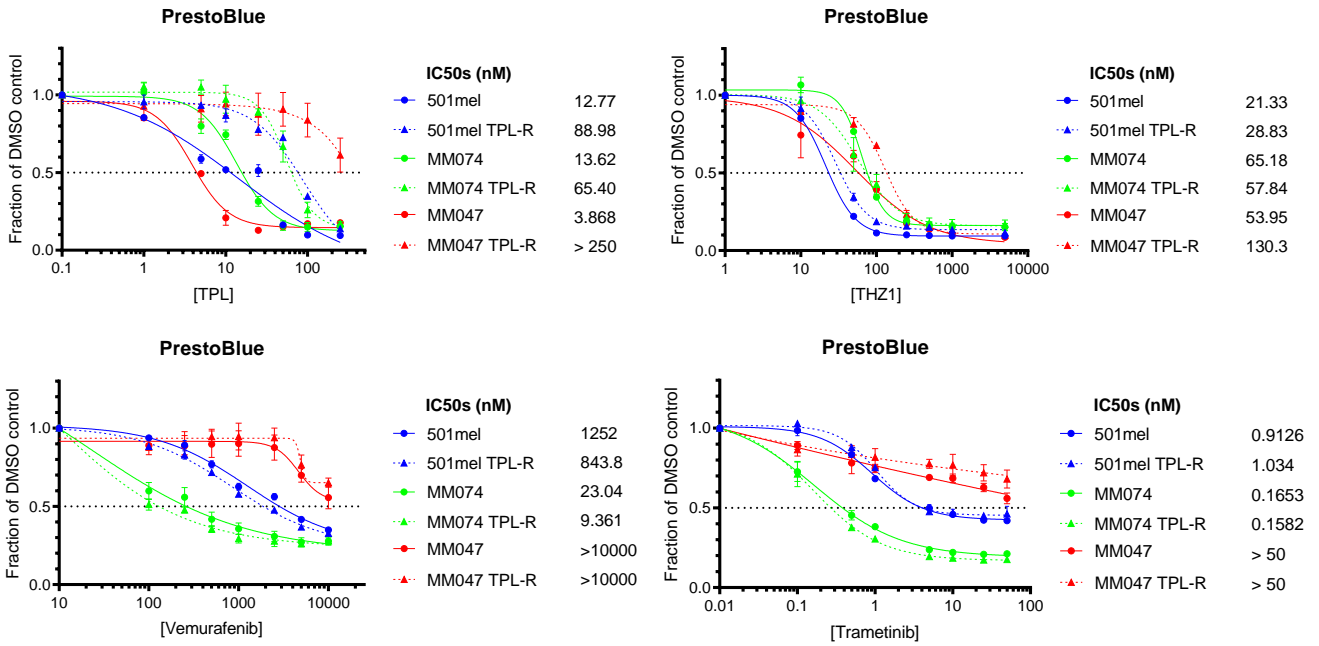 PrestoBlue
Fraction of DMSO control
1.0
0.5
0.0
0.1 1 10 100
[TPL]
IC50s (nM)
501mel 12.77
501mel TPL-R 88.98
MM074 13.62
MM074 TPL-R 65.40
MM047 3.868
MM047 TPL-R > 250
PrestoBlue
Fraction of DMSO control
1.0
0.5
0.0
1 10 100 1000 10000
[THZ1]
IC50s (nM)
501mel 21.33
501mel TPL-R 28.83
MM074 65.18
MM074 TPL-R 57.84
MM047 53.95
MM047 TPL-R 130.3
PrestoBlue
Fraction of DMSO control
1.0
0.5
0.0
10 100 1000 10000
[Vemurafenib]
IC50s (nM)
501mel 1252
501mel TPL-R 843.8
MM074 23.04
MM074 TPL-R 9.361
MM047 >10000
MM047 TPL-R >10000
PrestoBlue
Fraction of DMSO control
1.0
0.5
0.0
0.01 0.1 1 10 100
[Trametinib]
IC50s (nM)
501mel 0.9126
501mel TPL-R 1.034
MM074 0.1653
MM074 TPL-R 0.1582
MM047 > 50
MM047 TPL-R > 50